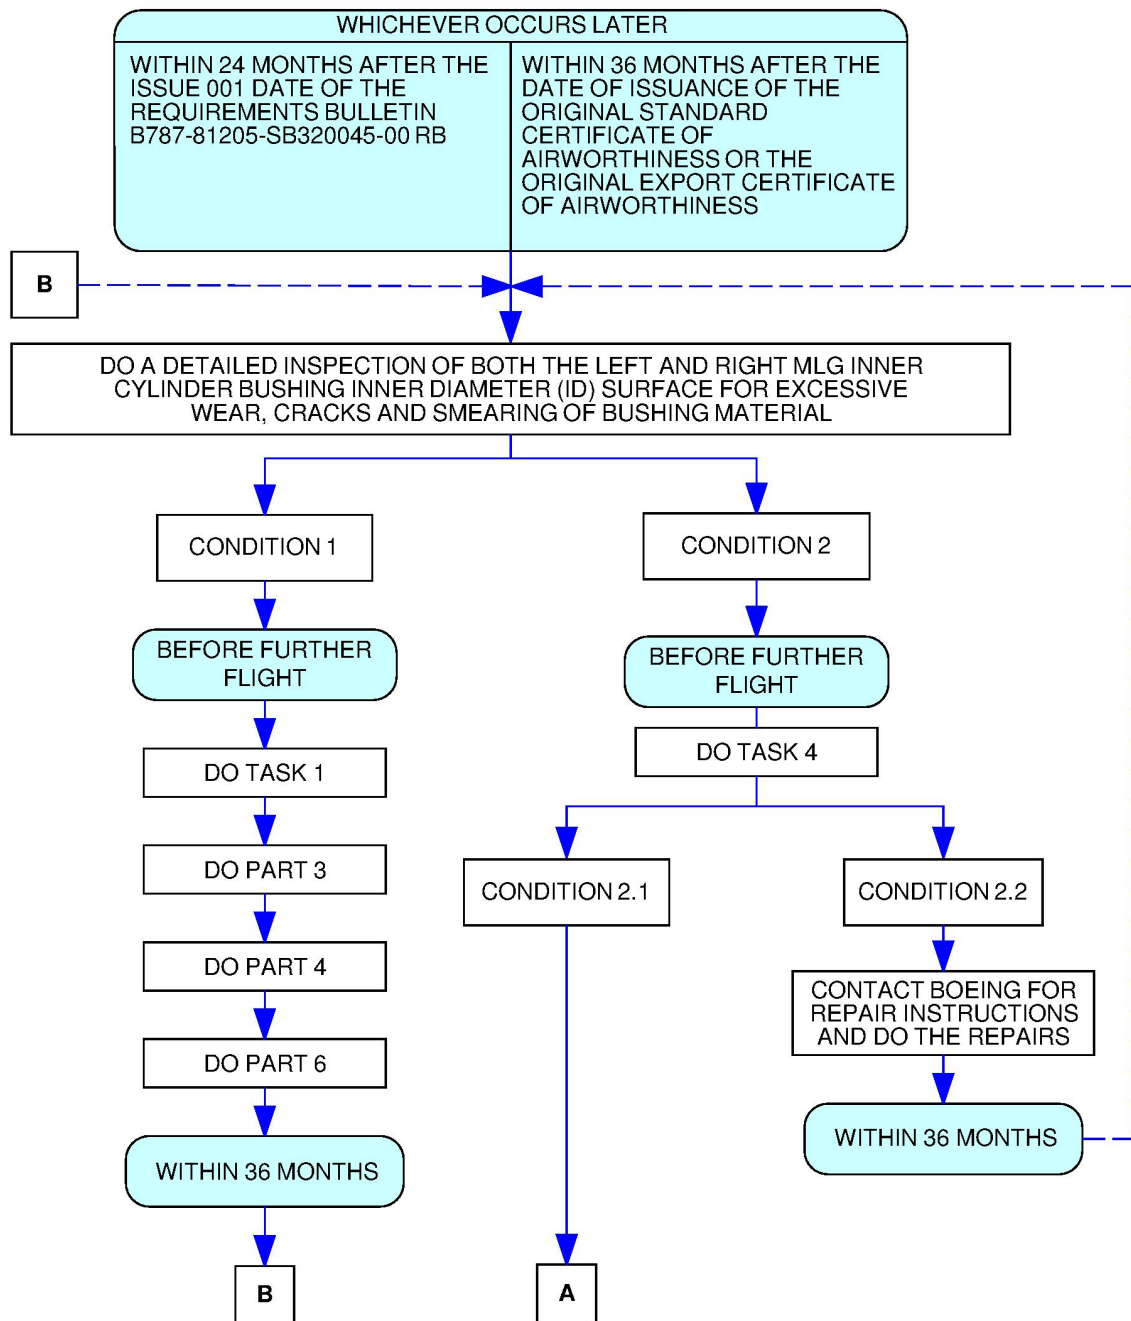 WHICHEVER OCCURS LATER
WITHIN 24 MONTHS AFTER THE
ISSUE 001 DATE OF THE
REQUIREMENTS BULLETIN
B787-81205-SB320045-00 RB
WITHIN 36 MONTHS AFTER THE
DATE OF ISSUANCE OF THE
ORIGINAL STANDARD
CERTIFICATE OF
AIRWORTHINESS OR THE
ORIGINAL EXPORT CERTIFICATE
OF AIRWORTHINESS
B
DO A DETAILED INSPECTION OF BOTH THE LEFT AND RIGHT MLG INNER
CYLINDER BUSHING INNER DIAMETER (ID) SURFACE FOR EXCESSIVE
WEAR, CRACKS AND SMEARING OF BUSHING MATERIAL
CONDITION 1
BEFORE FURTHER
FLIGHT
DO TASK 1
DO PART 3
DO PART 4
DO PART 6
WITHIN 36 MONTHS
B
CONDITION 2
BEFORE FURTHER
FLIGHT
DO TASK 4
CONDITION 2.1
A
CONDITION 2.2
CONTACT BOEING FOR
REPAIR INSTRUCTIONS
AND DO THE REPAIRS
WITHIN 36 MONTHS